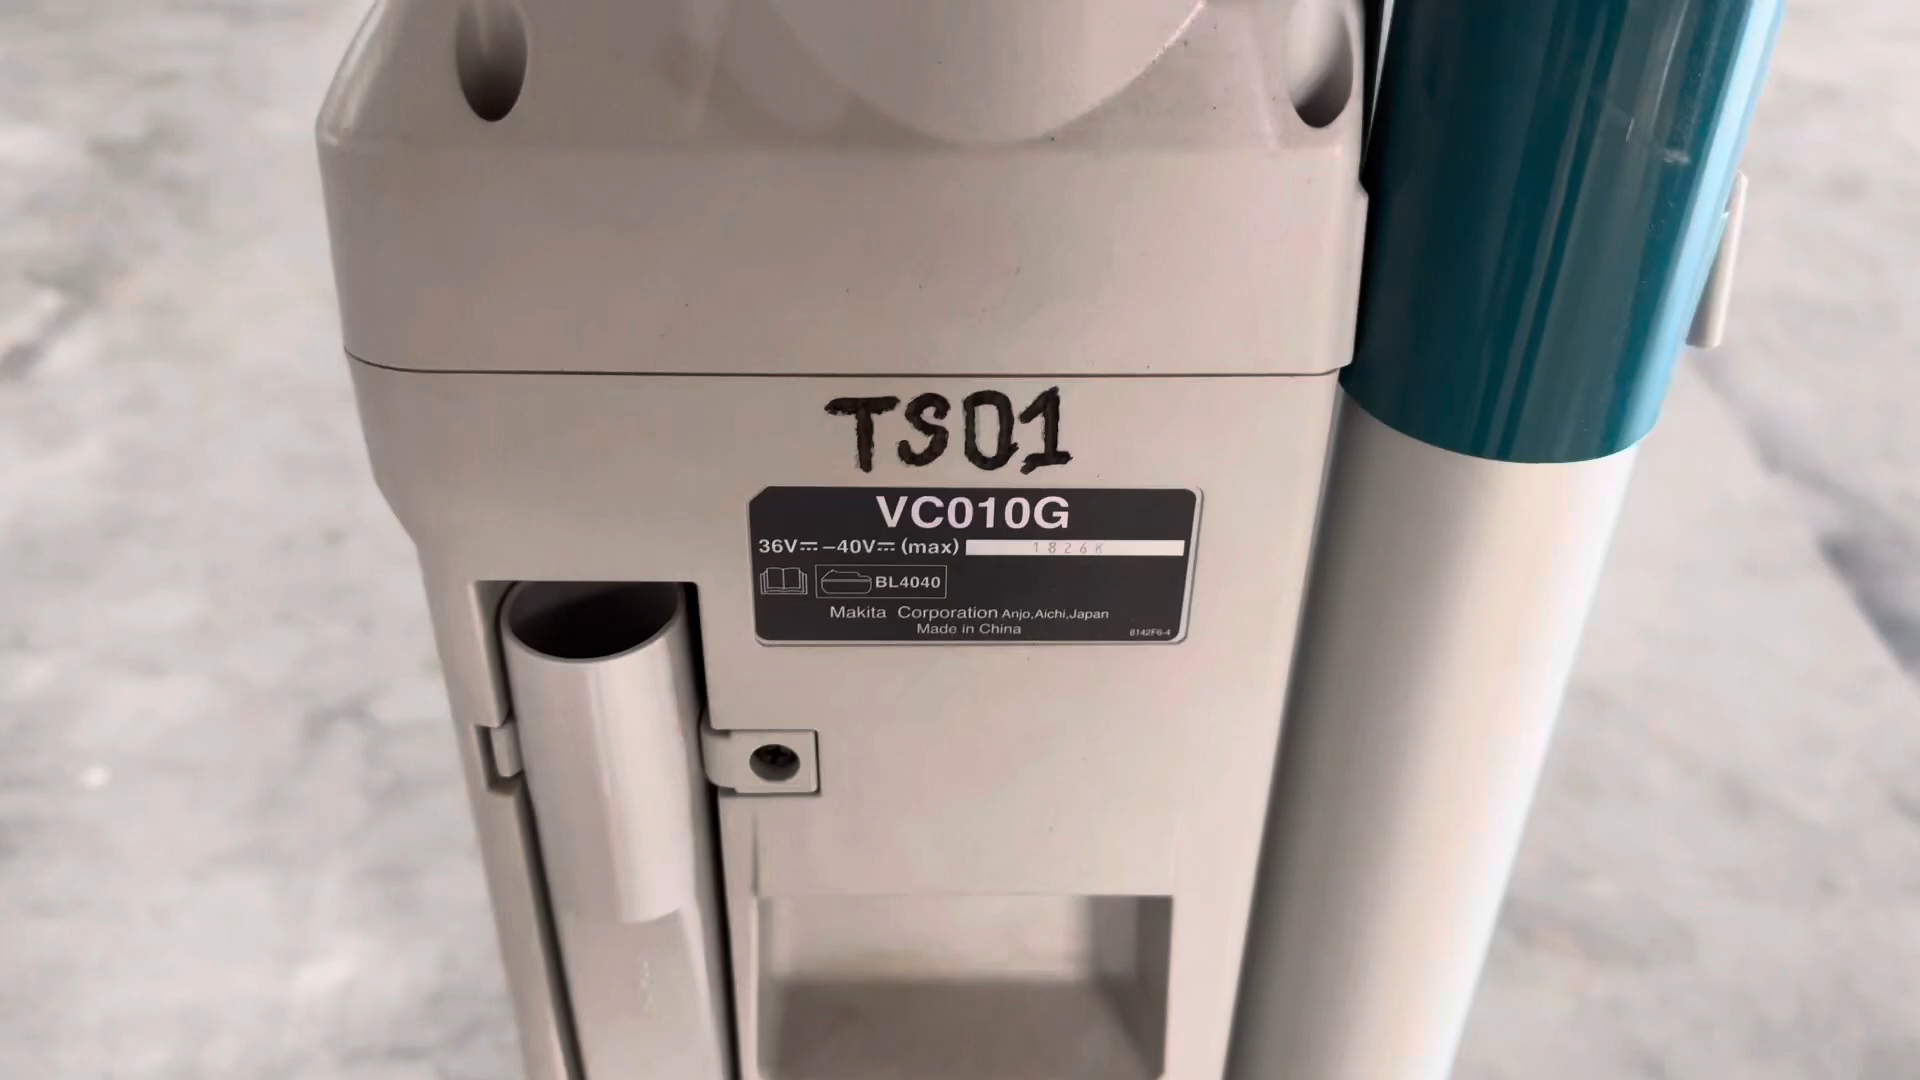 TS01
VC010G
36V⎓–40V⎓(max) 1826K
BL4040
Makita Corporation Anjo,Aichi,Japan
Made in China 8142F6-4